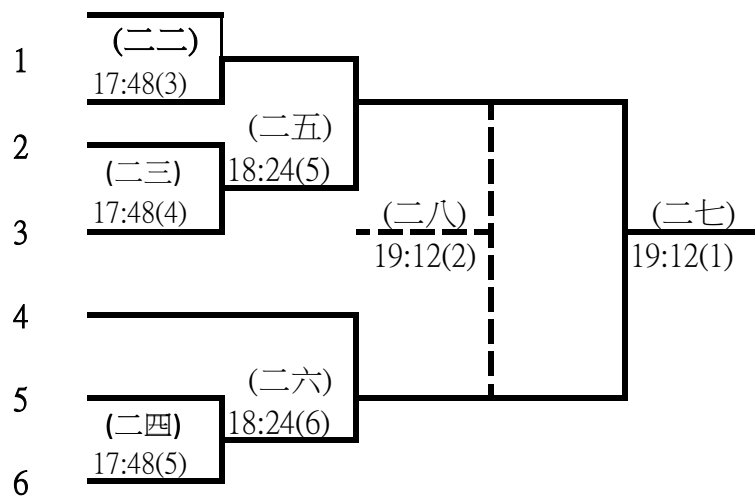 (二二)
1
17:48(3)
2
(二五)
(二三)
18:24(5)
17:48(4)
3
(二八)
(二七)
19:12(2)
19:12(1)
4
(二六)
5
(二四)
18:24(6)
17:48(5)
6